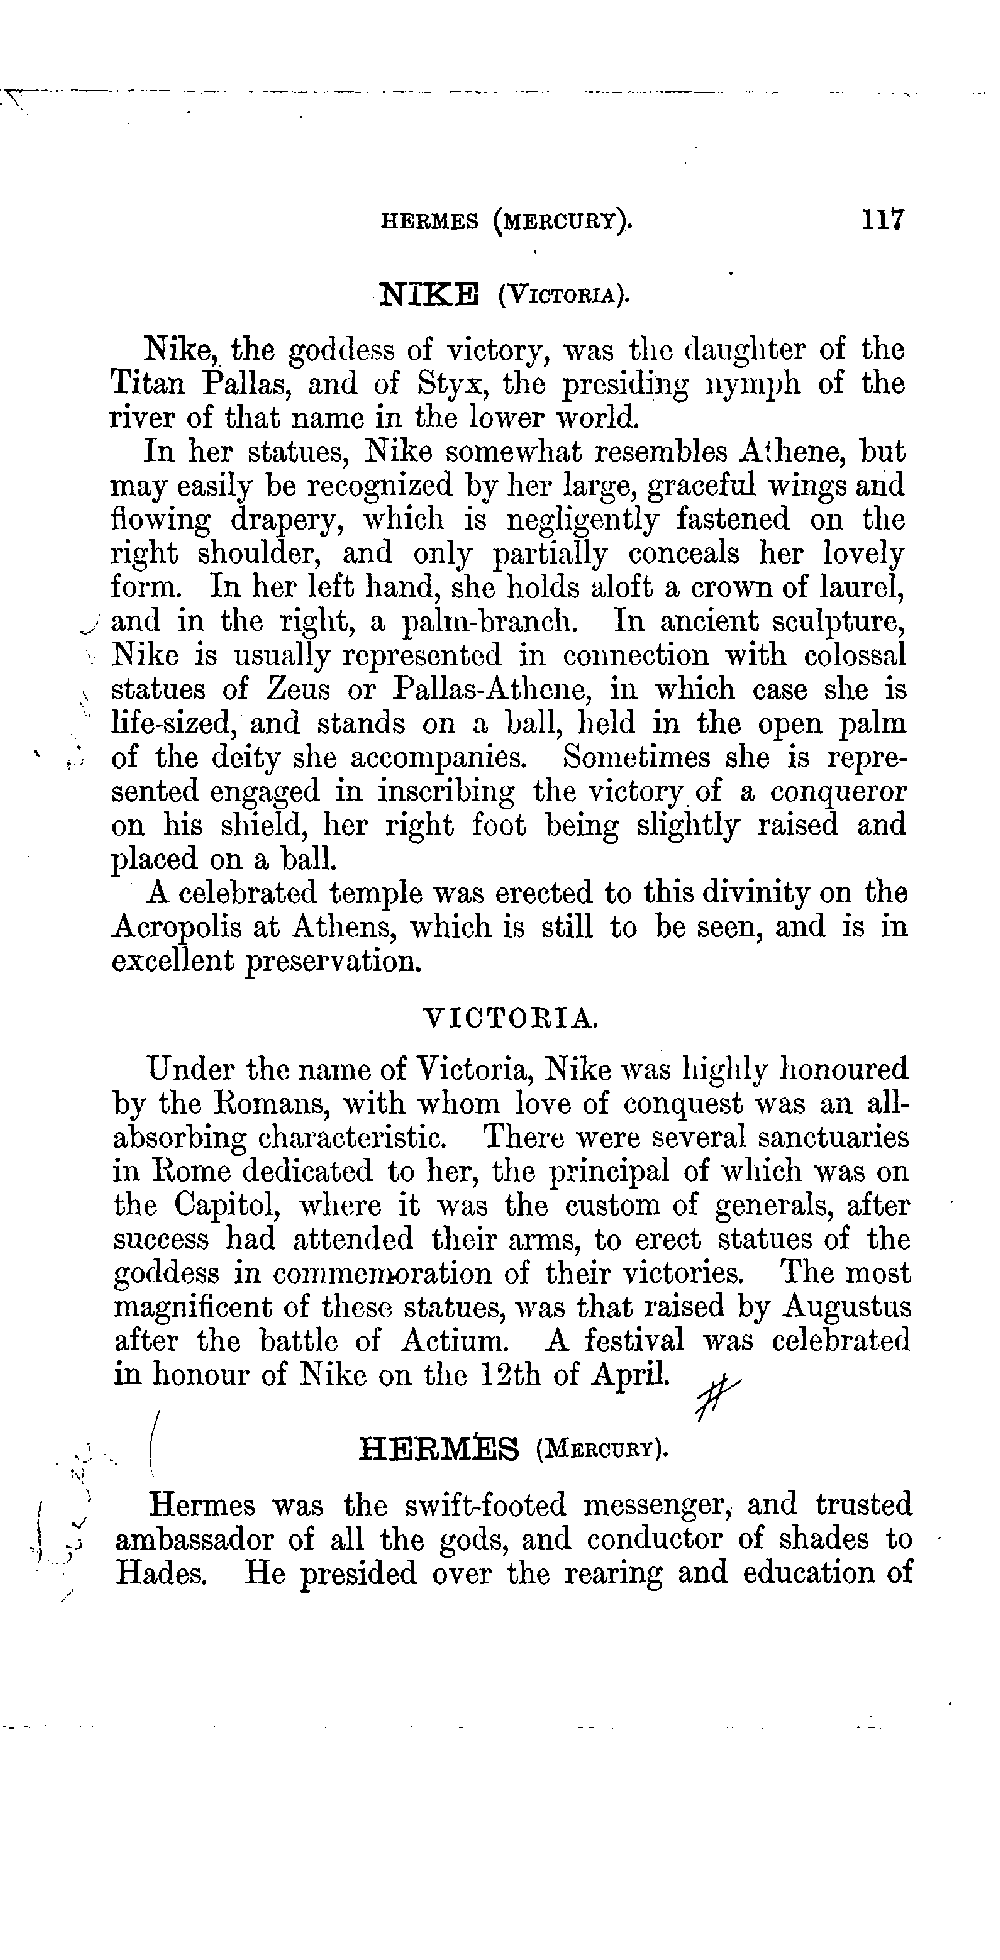 HERMES (MERCURY). 117
NIKE (VICTORIA).
Nike, the goddess of victory, was the daughter of the
Titan Pallas, and of Styx, the presiding nymph of the
river of that name in the lower world.
In her statues, Nike somewhat resembles Athene, but
may easily be recognized by her large, graceful wings and
flowing drapery, which is negligently fastened on the
right shoulder, and only partially conceals her lovely
form. In her left hand, she holds aloft a crown of laurel,
and in the right, a palm-branch. In ancient sculpture,
Nike is usually represented in connection with colossal
statues of Zeus or Pallas-Athene, in which case she is
life-sized, and stands on a ball, held in the open palm
of the deity she accompanies. Sometimes she is repre-
sented engaged in inscribing the victory of a conqueror
on his shield, her right foot being slightly raised and
placed on a ball.
A celebrated temple was erected to this divinity on the
Acropolis at Athens, which is still to be seen, and is in
excellent preservation.
VICTORIA.
Under the name of Victoria, Nike was highly honoured
by the Romans, with whom love of conquest was an all-
absorbing characteristic. There were several sanctuaries
in Rome dedicated to her, the principal of which was on
the Capitol, where it was the custom of generals, after
success had attended their arms, to erect statues of the
goddess in commemoration of their victories. The most
magnificent of these statues, was that raised by Augustus
after the battle of Actium. A festival was celebrated
in honour of Nike on the 12th of April. #
HERMES (MERCURY).
Hermes was the swift-footed messenger, and trusted
ambassador of all the gods, and conductor of shades to
Hades. He presided over the rearing and education of